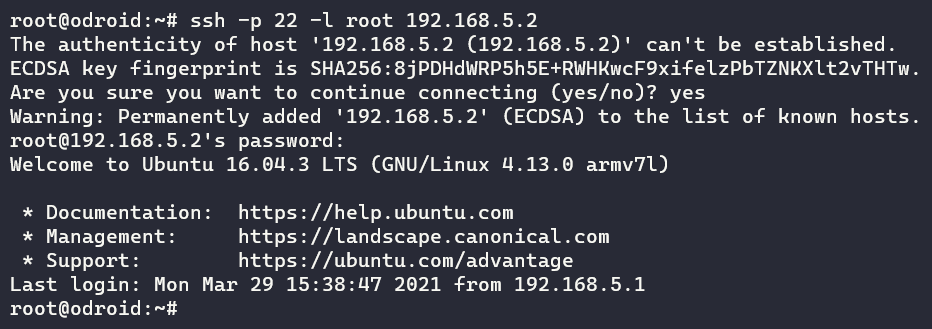 root@odroid:~# ssh -p 22 -l root 192.168.5.2
The authenticity of host '192.168.5.2 (192.168.5.2)' can't be established.
ECDSA key fingerprint is SHA256:8jPDHdWRP5h5E+RWHKwcF9xifelzPbTZNKXlt2vTHTw.
Are you sure you want to continue connecting (yes/no)? yes
Warning: Permanently added '192.168.5.2' (ECDSA) to the list of known hosts.
root@192.168.5.2's password:
Welcome to Ubuntu 16.04.3 LTS (GNU/Linux 4.13.0 armv7l)

 * Documentation:  https://help.ubuntu.com
 * Management:     https://landscape.canonical.com
 * Support:        https://ubuntu.com/advantage
Last login: Mon Mar 29 15:38:47 2021 from 192.168.5.1
root@odroid:~#